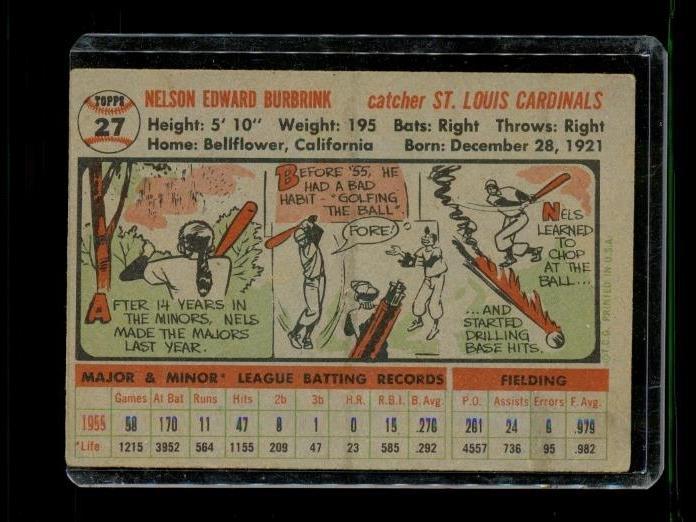 TOPPS
27
NELSON EDWARD BURBRINK catcher ST. LOUIS CARDINALS
Height: 5' 10" Weight: 195 Bats: Right Throws: Right
Home: Bellflower, California Born: December 28, 1921
AFTER 14 YEARS IN
THE MINORS, NELS
MADE THE MAJORS
LAST YEAR.
BEFORE '55, HE
HAD A BAD
HABIT - "GOLFING
THE BALL".
FORE!
NELS
LEARNED
TO
CHOP
AT THE
BALL...
...AND
STARTED
DRILLING
BASE HITS.
T.C.G. PRINTED IN U.S.A.
MAJOR & MINOR* LEAGUE BATTING RECORDS FIELDING
Games At Bat Runs Hits 2b 3b H.R. R.B.I. B. Avg. P.O. Assists Errors F. Avg.
1955 58 170 11 47 8 1 0 15 .276 261 24 6 .979
*Life 1215 3952 564 1155 209 47 23 585 .292 4557 736 95 .982